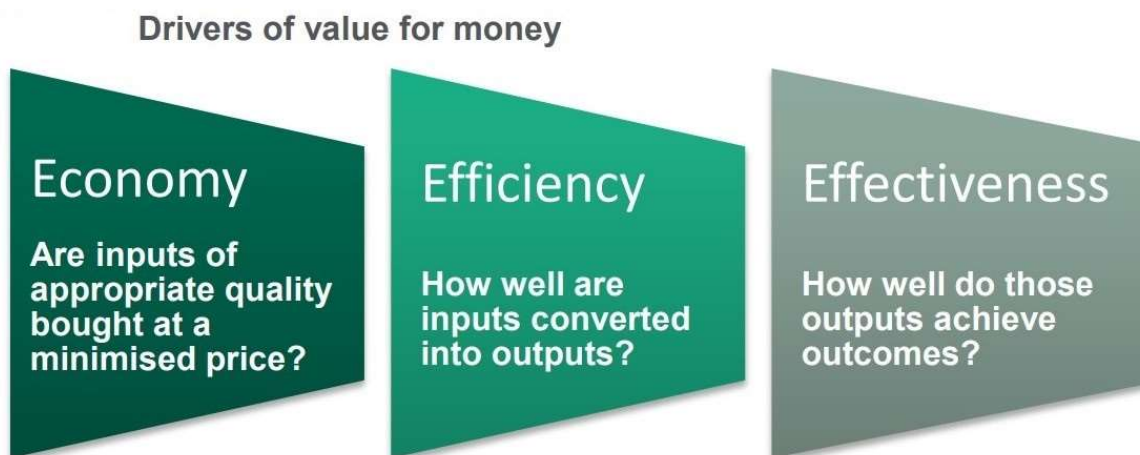 Drivers of value for money
Economy
Are inputs of
appropriate quality
bought at a
minimised price?
Efficiency
How well are
inputs converted
into outputs?
Effectiveness
How well do those
outputs achieve
outcomes?